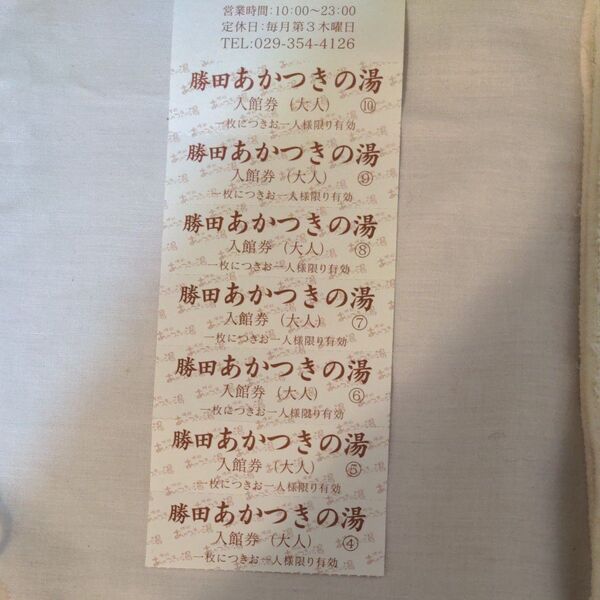 営業時間:10:00〜23:00
定休日:毎月第3木曜日
TEL:029-354-4126
勝田あかつきの湯
入館券 (大人) ⑩
一枚につきお一人様限り有効
勝田あかつきの湯
入館券 (大人) ⑨
一枚につきお一人様限り有効
勝田あかつきの湯
入館券 (大人) ⑧
一枚につきお一人様限り有効
勝田あかつきの湯
入館券 (大人) ⑦
一枚につきお一人様限り有効
勝田あかつきの湯
入館券 (大人) ⑥
一枚につきお一人様限り有効
勝田あかつきの湯
入館券 (大人) ⑤
一枚につきお一人様限り有効
勝田あかつきの湯
入館券 (大人) ④
一枚につきお一人様限り有効